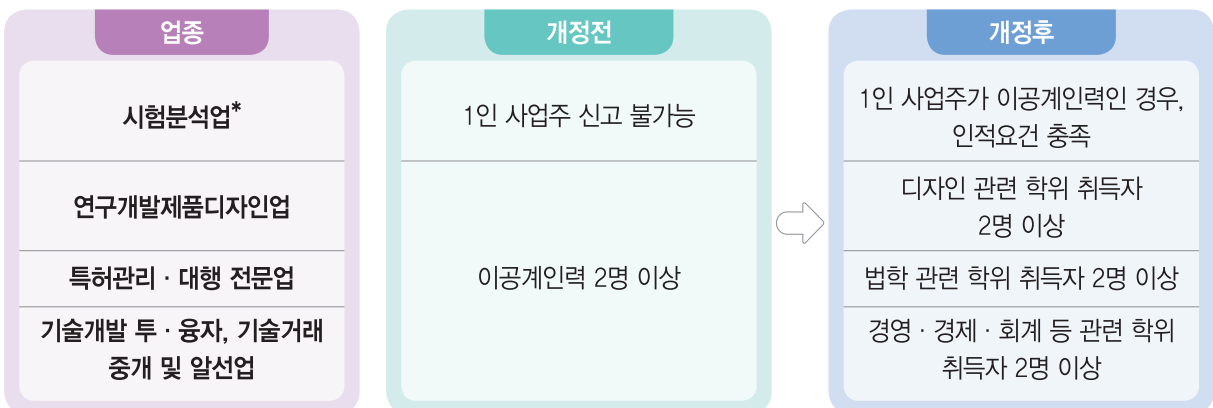 업종
개정전
개정후
시험분석업*
1인 사업주 신고 불가능
1인 사업주가 이공계인력인 경우,
인적요건 충족
연구개발제품디자인업
이공계인력 2명 이상
디자인 관련 학위 취득자
2명 이상
특허관리 · 대행 전문업
법학 관련 학위 취득자 2명 이상
기술개발 투 · 융자, 기술거래
중개 및 알선업
경영 · 경제 · 회계 등 관련 학위
취득자 2명 이상